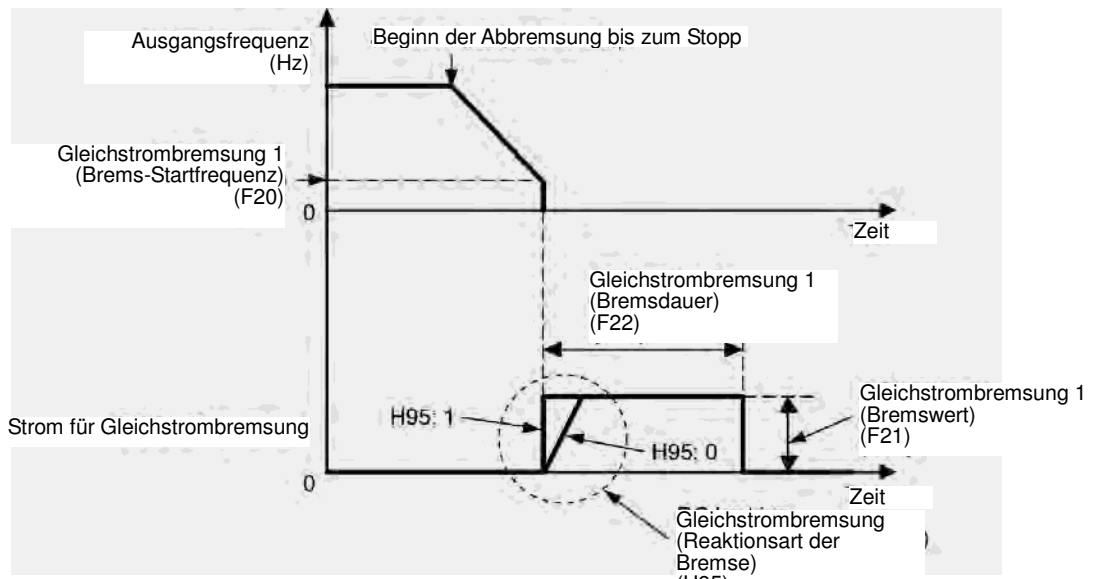 Ausgangsfrequenz
(Hz)
Beginn der Abbremsung bis zum Stopp
Gleichstrombremsung 1
(Brems-Startfrequenz)
(F20)
0
Zeit
Gleichstrombremsung 1
(Bremsdauer)
(F22)
Gleichstrombremsung 1
(Bremswert)
(F21)
Strom für Gleichstrombremsung
H95: 1
H95: 0
0
Zeit
Gleichstrombremsung
(Reaktionsart der
Bremse)
(H95)